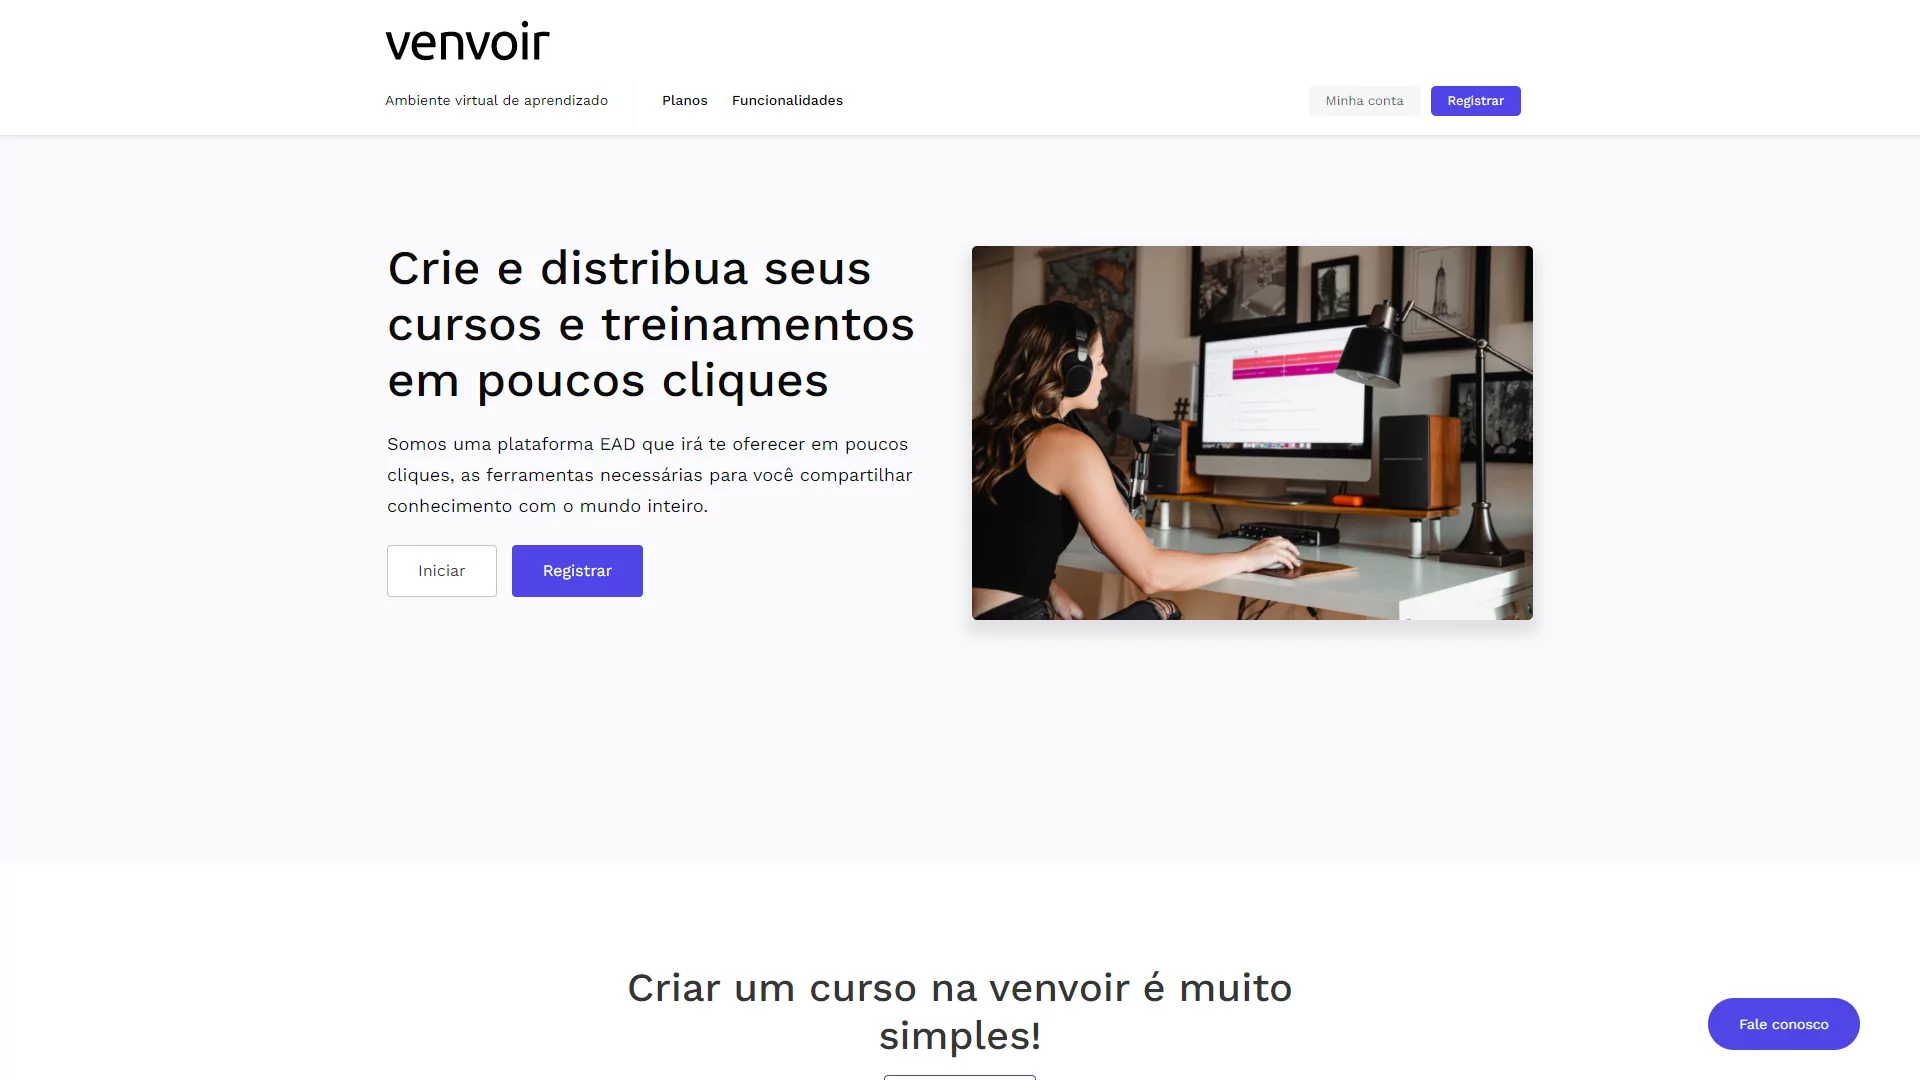 venvoir
Ambiente virtual de aprendizado
Planos
Funcionalidades
Minha conta
Registrar
Crie e distribua seus
cursos e treinamentos
em poucos cliques
Somos uma plataforma EAD que irá te oferecer em poucos
cliques, as ferramentas necessárias para você compartilhar
conhecimento com o mundo inteiro.
Iniciar
Registrar
Criar um curso na venvoir é muito
simples!
Fale conosco